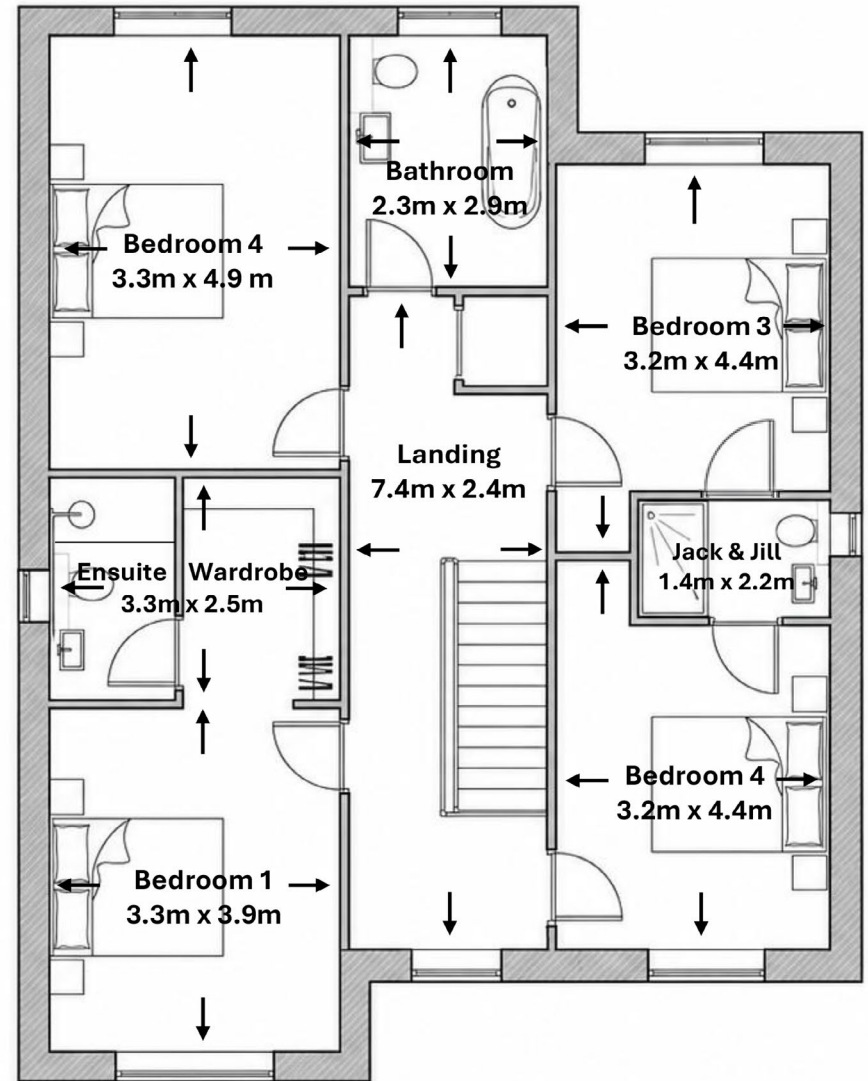 Bathroom
2.3m x 2.9m
Bedroom 4
3.3m x 4.9 m
Bedroom 3
3.2m x 4.4m
Landing
7.4m x 2.4m
Jack & Jill
1.4m x 2.2m
Ensuite Wardrobe
3.3m x 2.5m
Bedroom 4
3.2m x 4.4m
Bedroom 1
3.3m x 3.9m